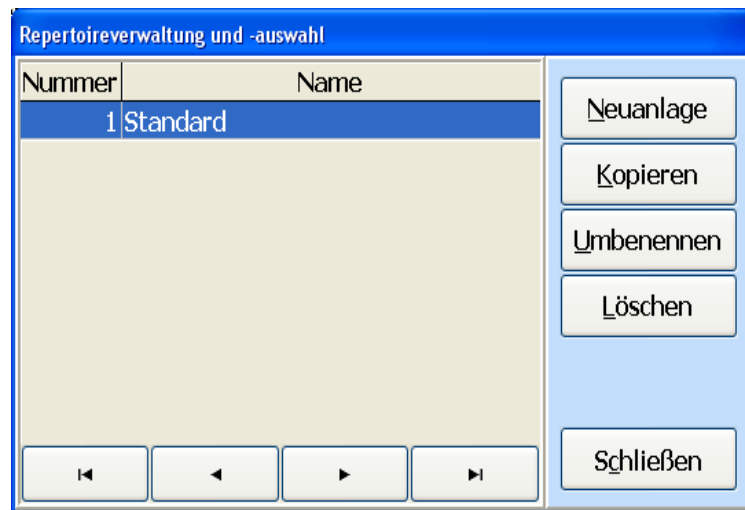 Repertoireverwaltung und -auswahl
Nummer Name
1 Standard
Neuanlage
Kopieren
Umbenennen
Löschen
Schließen